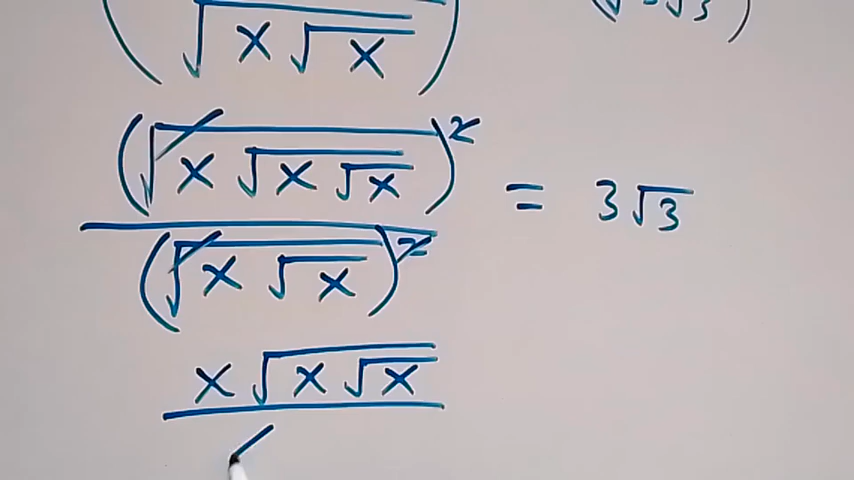 √(x√x))
(√(x√(x√x)))² = 3√3
(√(x√x))²
x√(x√x)